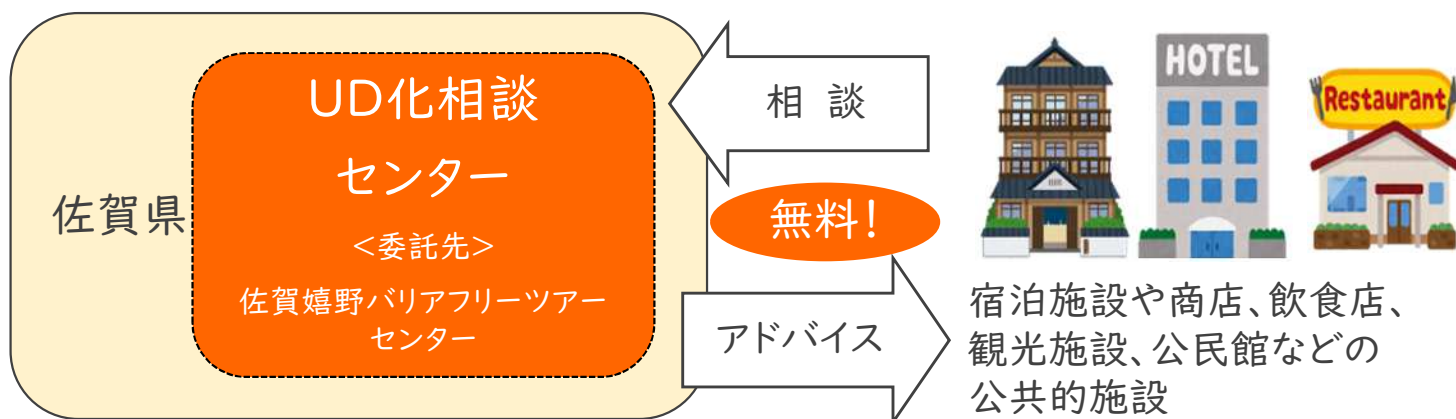 佐賀県
UD化相談
センター
<委託先>
佐賀嬉野バリアフリーツアー
センター
相 談
無料!
アドバイス
HOTEL
Restaurant
宿泊施設や商店、飲食店、
観光施設、公民館などの
公共的施設